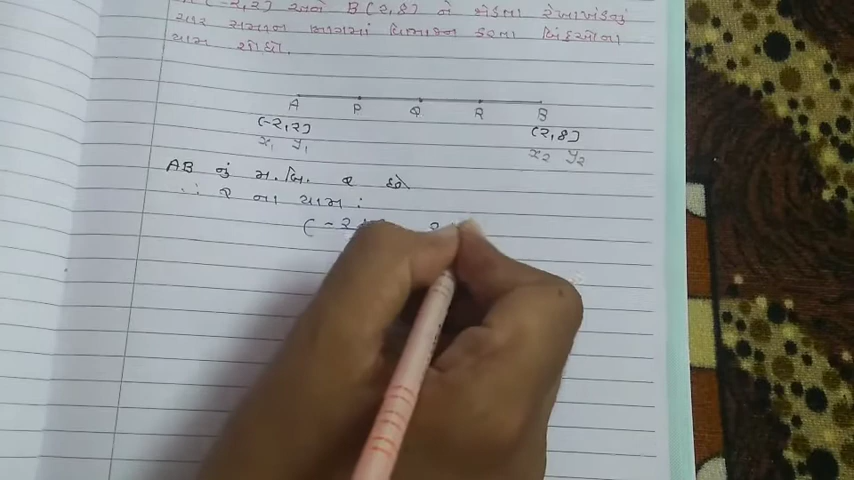 (-2,2) અને B(2,8) ને જોડતા રેખાખંડનું
ચાર સમાન ભાગમાં વિભાજન કરતા બિંદુઓના
યામ શોધો.
A P Q R B
(-2,2) (2,8)
x₁ y₁ x₂ y₂
AB નું મ.બિ. Q છે
∴ Q ના યામ :
(-2+